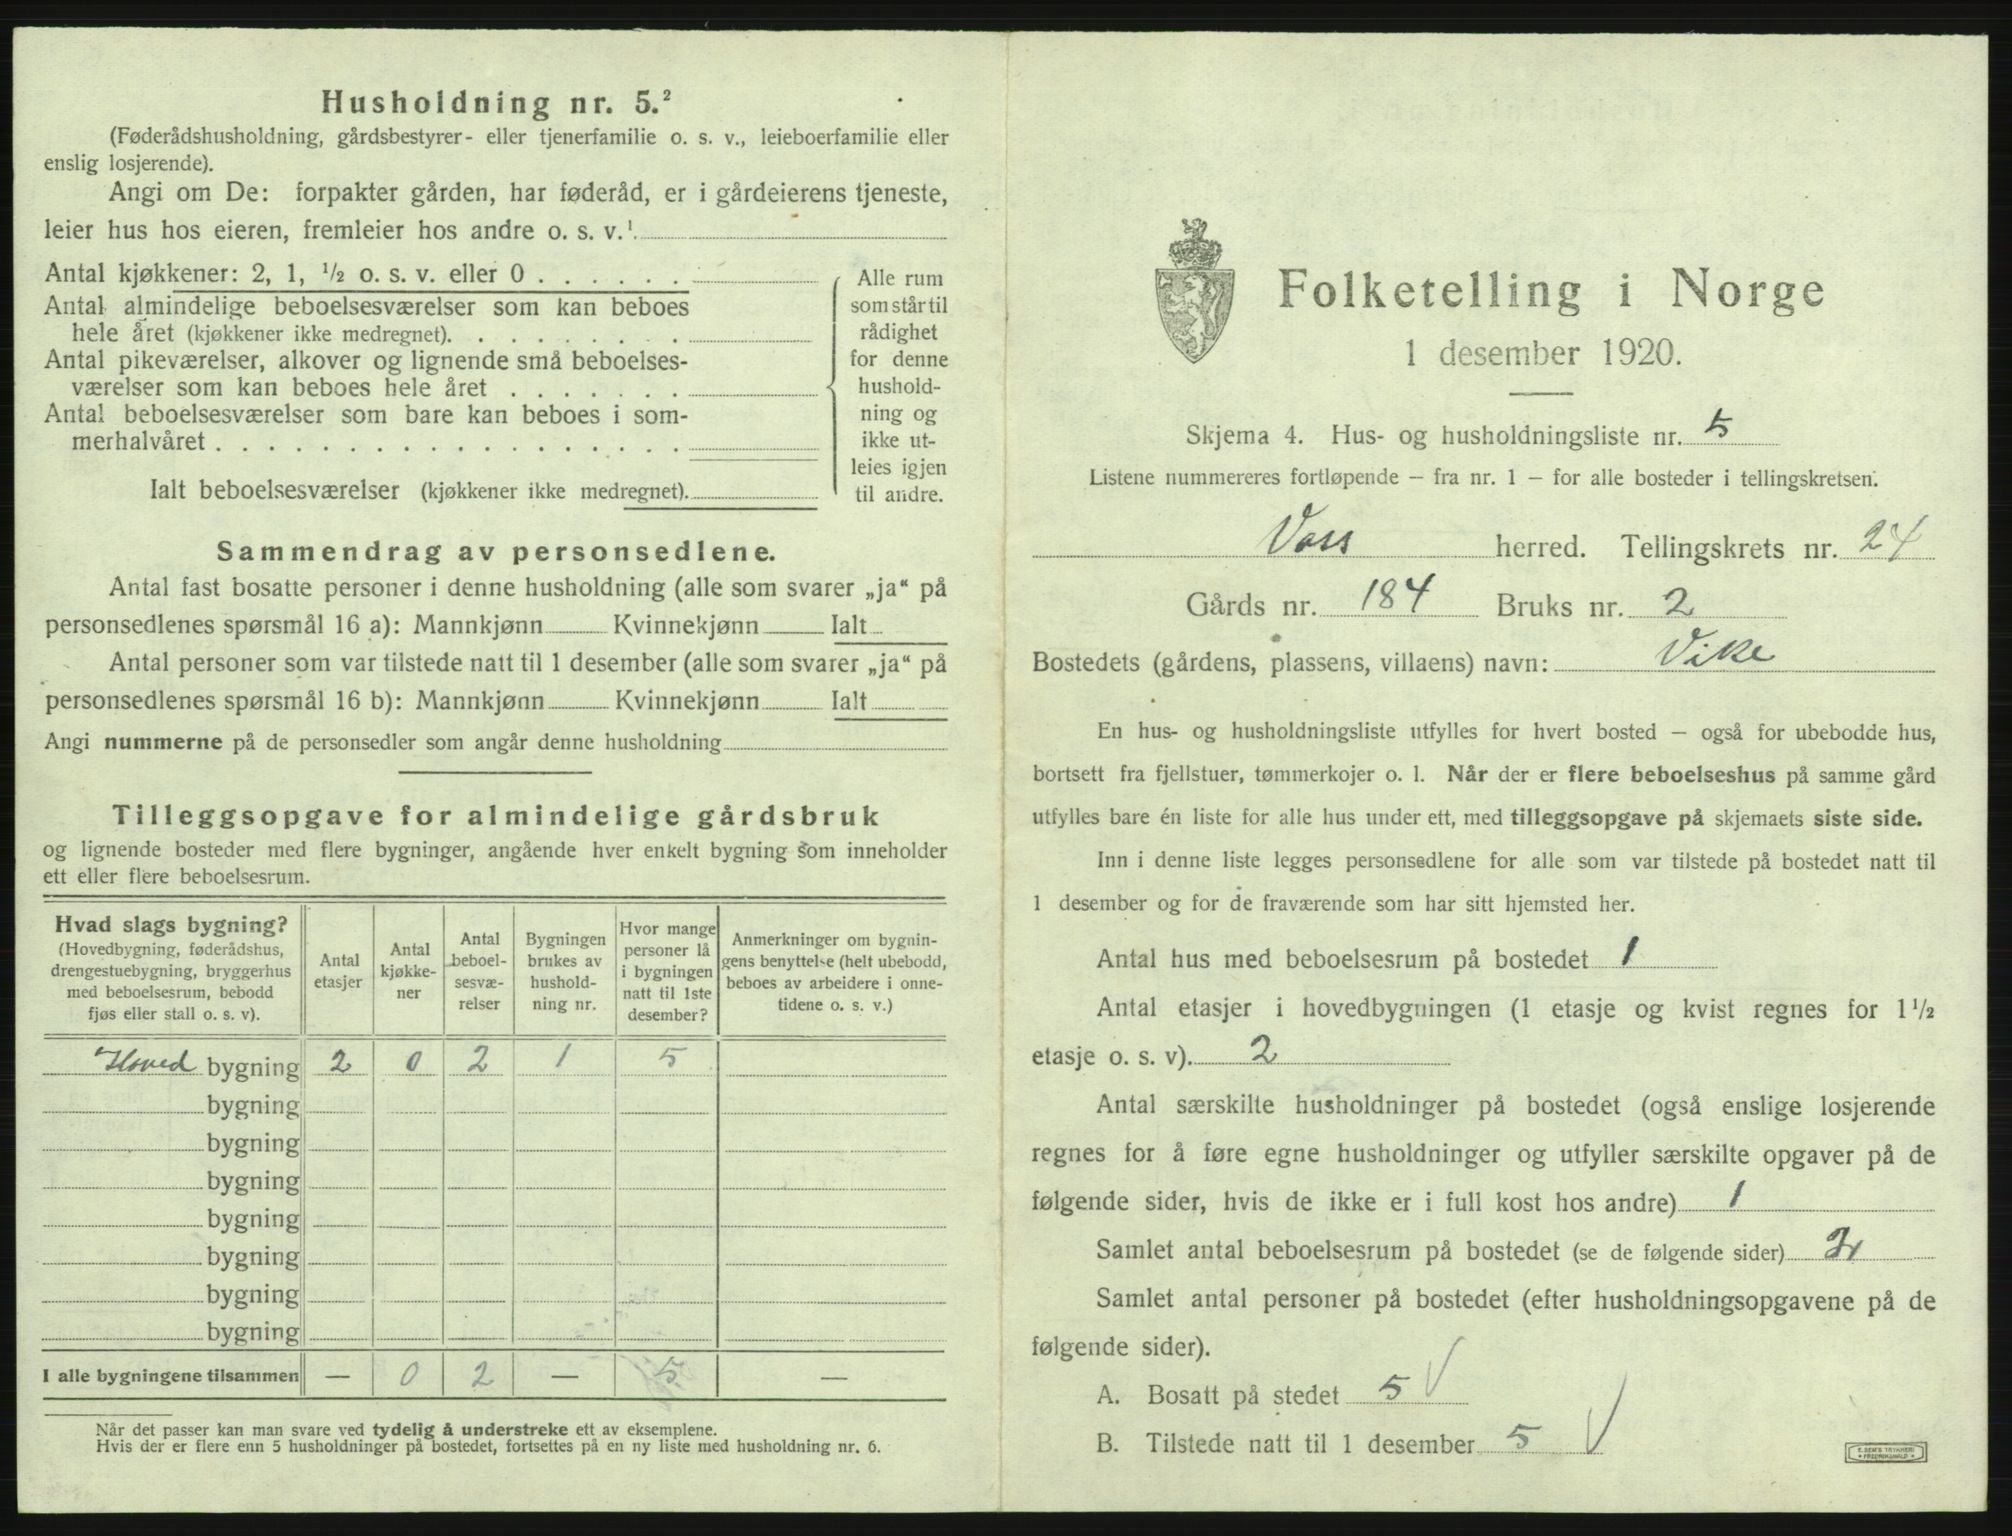 Husholdning nr. 5.²
(Føderådshusholdning, gårdsbestyrer- eller tjenerfamilie o. s. v., leieboerfamilie eller
enslig losjerende).
Angi om De: forpakter gården, har føderåd, er i gårdeierens tjeneste,
leier hus hos eieren, fremleier hos andre o. s. v.¹
Antal kjøkkener: 2, 1, ½ o. s. v. eller 0 . . . . . .
Antal almindelige beboelsesværelser som kan beboes
hele året (kjøkkener ikke medregnet). . . . . . . . .
Antal pikeværelser, alkover og lignende små beboelses-
værelser som kan beboes hele året . . . . . . .
Antal beboelsesværelser som bare kan beboes i som-
merhalvåret . . . . . . . . . . . . . . . . . .
Ialt beboelsesværelser (kjøkkener ikke medregnet).
Alle rum
som står til
rådighet
for denne
hushold-
ning og
ikke ut-
leies igjen
til andre.
Sammendrag av personsedlene.
Antal fast bosatte personer i denne husholdning (alle som svarer „ja“ på
personsedlenes spørsmål 16 a): Mannkjønn Kvinnekjønn Ialt
Antal personer som var tilstede natt til 1 desember (alle som svarer „ja“ på
personsedlenes spørsmål 16 b): Mannkjønn Kvinnekjønn Ialt
Angi nummerne på de personsedler som angår denne husholdning
Tilleggsopgave for almindelige gårdsbruk
og lignende bosteder med flere bygninger, angående hver enkelt bygning som inneholder
ett eller flere beboelsesrum.
Hvad slags bygning?
(Hovedbygning, føderådshus,
drengestuebygning, bryggerhus
med beboelsesrum, bebodd
fjøs eller stall o. s. v).
Antal
etasjer
Antal
kjøkke-
ner
Antal
beboel-
sesvæ-
relser
Bygningen
brukes av
hushold-
ning nr.
Hvor mange
personer lå
i bygningen
natt til 1ste
desember?
Anmerkninger om bygnin-
gens benyttelse (helt ubebodd,
beboes av arbeidere i onne-
tidene o. s. v.)
Hoved bygning 2 0 2 1 5
bygning
bygning
bygning
bygning
bygning
bygning
bygning
I alle bygningene tilsammen — 0 2 — 5 —
Når det passer kan man svare ved tydelig å understreke ett av eksemplene.
Hvis der er flere enn 5 husholdninger på bostedet, fortsettes på en ny liste med husholdning nr. 6.
Folketelling i Norge
1 desember 1920.
Skjema 4. Hus- og husholdningsliste nr. 5
Listene nummereres fortløpende – fra nr. 1 – for alle bosteder i tellingskretsen.
Voss herred. Tellingskrets nr. 24
Gårds nr. 184 Bruks nr. 2
Bostedets (gårdens, plassens, villaens) navn: Vike
En hus- og husholdningsliste utfylles for hvert bosted – også for ubebodde hus,
bortsett fra fjellstuer, tømmerkojer o. l. Når der er flere beboelseshus på samme gård
utfylles bare én liste for alle hus under ett, med tilleggsopgave på skjemaets siste side.
Inn i denne liste legges personsedlene for alle som var tilstede på bostedet natt til
1 desember og for de fraværende som har sitt hjemsted her.
Antal hus med beboelsesrum på bostedet 1
Antal etasjer i hovedbygningen (1 etasje og kvist regnes for 1½
etasje o. s. v). 2
Antal særskilte husholdninger på bostedet (også enslige losjerende
regnes for å føre egne husholdninger og utfyller særskilte opgaver på de
følgende sider, hvis de ikke er i full kost hos andre) 1
Samlet antal beboelsesrum på bostedet (se de følgende sider) 2
Samlet antal personer på bostedet (efter husholdningsopgavene på de
følgende sider).
A. Bosatt på stedet 5
B. Tilstede natt til 1 desember 5